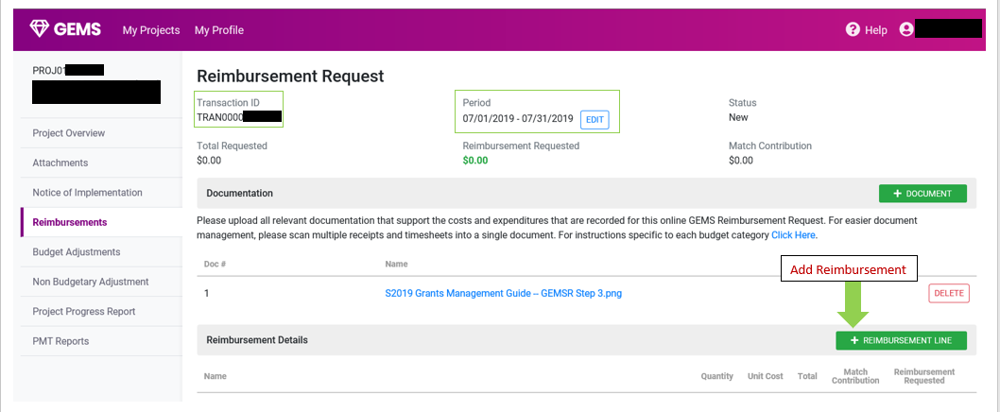 GEMS My Projects My Profile Help
PROJ01
Project Overview
Attachments
Notice of Implementation
Reimbursements
Budget Adjustments
Non Budgetary Adjustment
Project Progress Report
PMT Reports
Reimbursement Request
Transaction ID Period Status
TRAN0000 07/01/2019 - 07/31/2019 EDIT New
Total Requested Reimbursement Requested Match Contribution
$0.00 $0.00 $0.00
Documentation + DOCUMENT
Please upload all relevant documentation that support the costs and expenditures that are recorded for this online GEMS Reimbursement Request. For easier document
management, please scan multiple receipts and timesheets into a single document. For instructions specific to each budget category Click Here.
Doc # Name
Add Reimbursement
1 S2019 Grants Management Guide -- GEMSR Step 3.png DELETE
Reimbursement Details + REIMBURSEMENT LINE
Name Quantity Unit Cost Total Match Contribution Reimbursement Requested